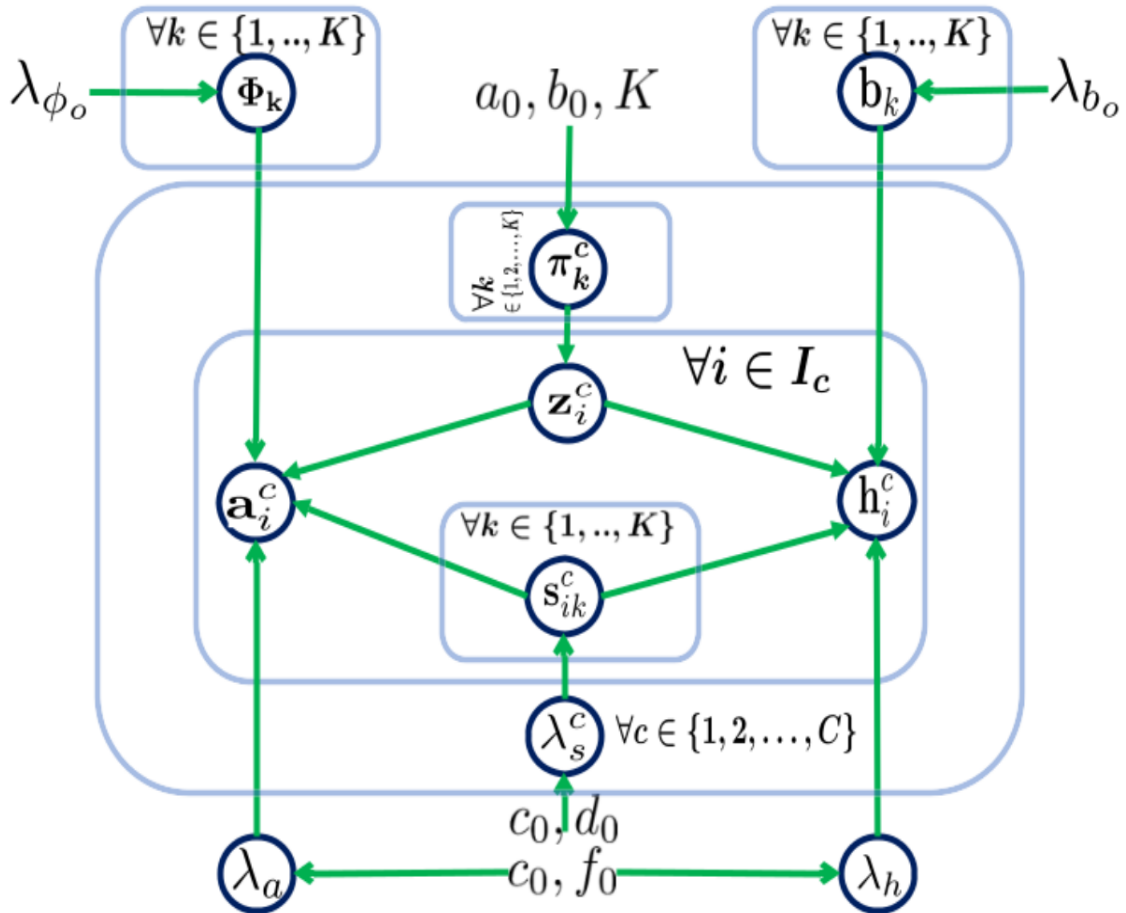 ∀k ∈ {1,..,K}
∀k ∈ {1,..,K}
λ_{ϕ_o}
Φ_k
a_0, b_0, K
b_k
λ_{b_o}
∀k ∈ {1,2,...,K}
π_k^c
∀i ∈ I_c
z_i^c
a_i^c
h_i^c
∀k ∈ {1,..,K}
s_{ik}^c
λ_s^c
∀c ∈ {1,2,...,C}
c_0, d_0
λ_a
c_0, f_0
λ_h